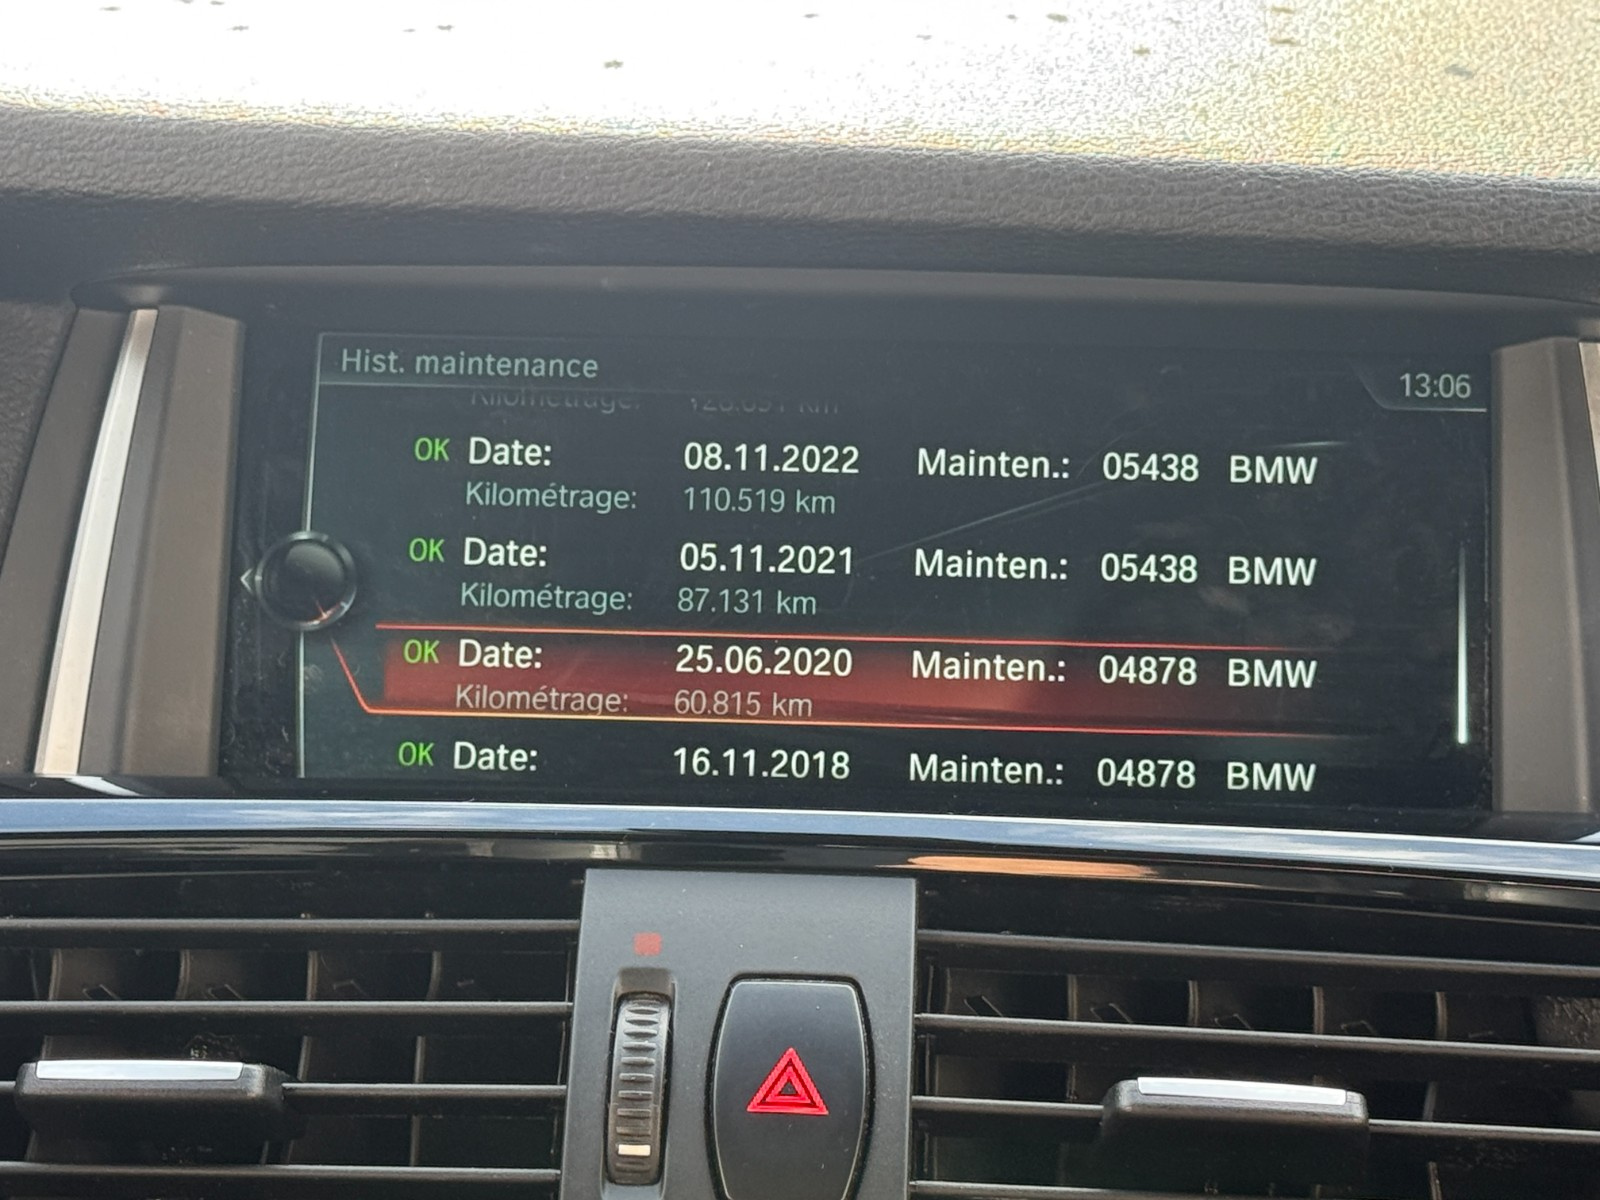 Hist. maintenance
13:06
Kilométrage: km
OK Date: 08.11.2022 Mainten.: 05438 BMW
Kilométrage: 110.519 km
OK Date: 05.11.2021 Mainten.: 05438 BMW
Kilométrage: 87.131 km
OK Date: 25.06.2020 Mainten.: 04878 BMW
Kilométrage: 60.815 km
OK Date: 16.11.2018 Mainten.: 04878 BMW